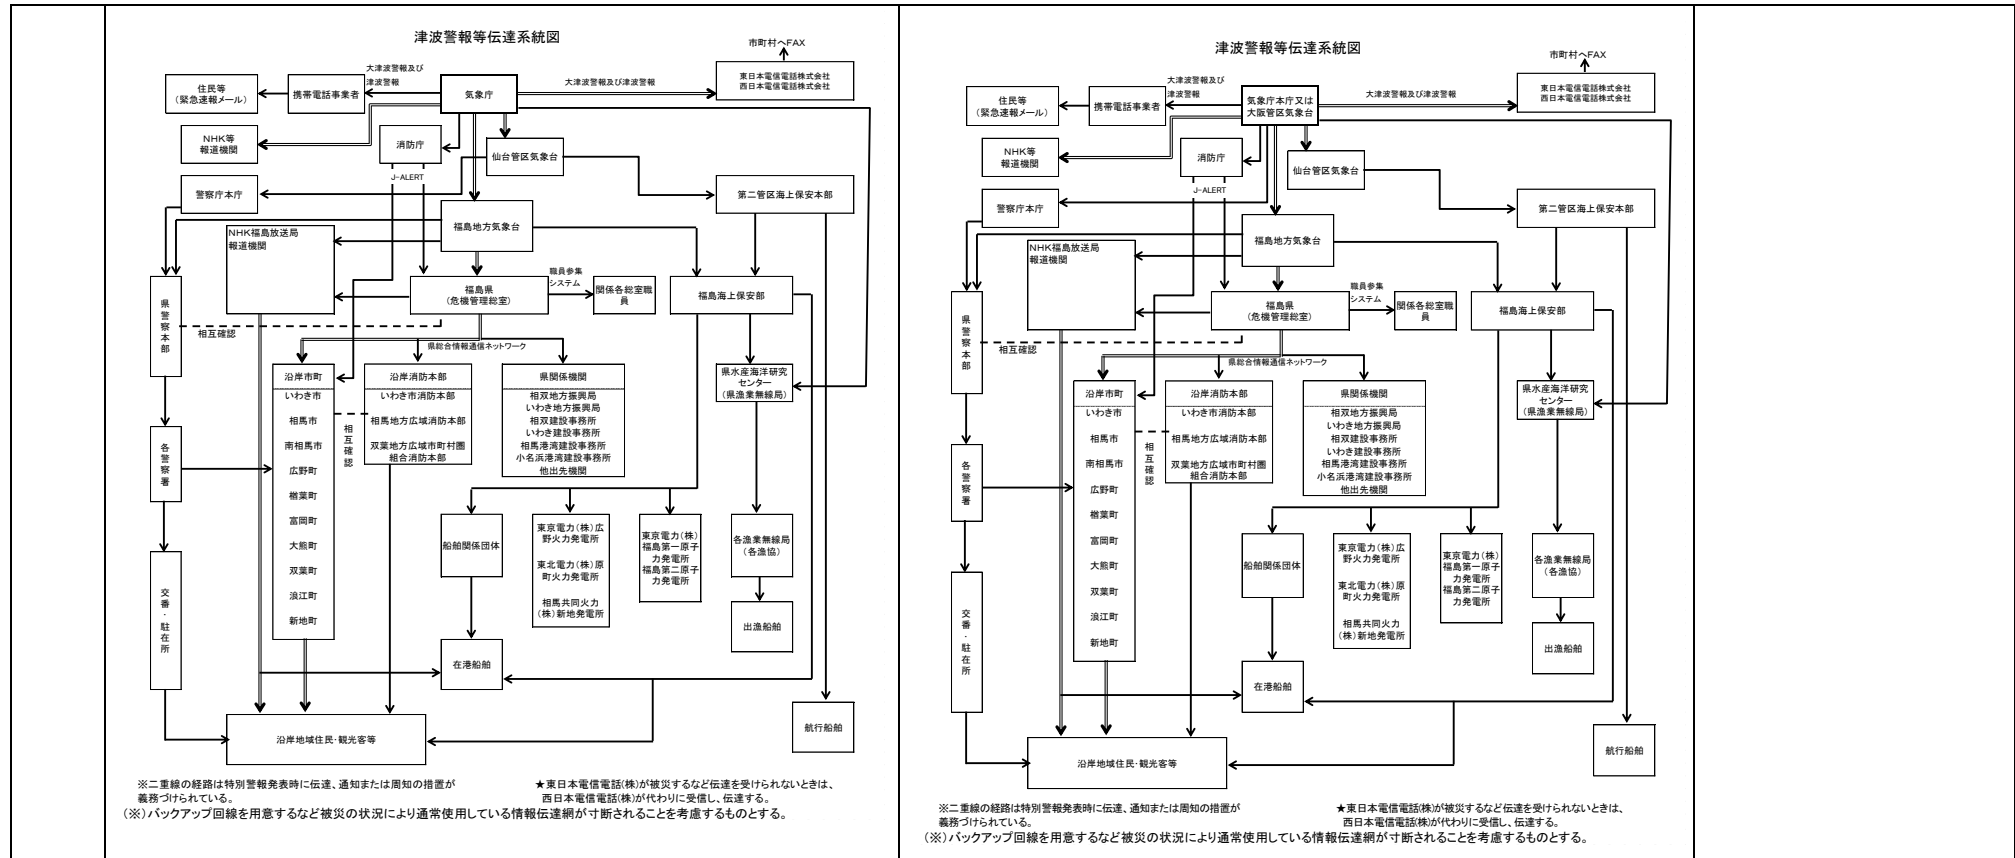 津波警報等伝達系統図
市町村へFAX
大津波警報及び
津波警報
大津波警報及び津波警報
東日本電信電話株式会社
西日本電信電話株式会社
住民等
(緊急速報メール)
携帯電話事業者
気象庁
NHK等
報道機関
消防庁
仙台管区気象台
J-ALERT
警察庁本庁
第二管区海上保安本部
NHK福島放送局
報道機関
福島地方気象台
職員参集
システム
福島県
(危機管理総室)
関係各総室職
員
福島海上保安部
県警察本部
相互確認
県総合情報通信ネットワーク
沿岸市町
いわき市
相馬市
南相馬市
広野町
楢葉町
富岡町
大熊町
双葉町
浪江町
新地町
相互確認
沿岸消防本部
いわき市消防本部
相馬地方広域消防本部
双葉地方広域市町村圏
組合消防本部
県関係機関
相双地方振興局
いわき地方振興局
相双建設事務所
いわき建設事務所
相馬港湾建設事務所
小名浜港湾建設事務所
他出先機関
県水産海洋研究
センター
(県漁業無線局)
各警察署
船舶関係団体
東京電力(株)広
野火力発電所
東北電力(株)原
町火力発電所
相馬共同火力
(株)新地発電所
東京電力(株)
福島第一原子
力発電所
福島第二原子
力発電所
各漁業無線局
(各漁協)
交番・駐在所
出漁船舶
在港船舶
航行船舶
沿岸地域住民・観光客等
※二重線の経路は特別警報発表時に伝達、通知または周知の措置が
義務づけられている。
★東日本電信電話(株)が被災するなど伝達を受けられないときは、
西日本電信電話(株)が代わりに受信し、伝達する。
(※)バックアップ回線を用意するなど被災の状況により通常使用している情報伝達網が寸断されることを考慮するものとする。
津波警報等伝達系統図
市町村へFAX
大津波警報及び
津波警報
大津波警報及び津波警報
東日本電信電話株式会社
西日本電信電話株式会社
住民等
(緊急速報メール)
携帯電話事業者
気象庁本庁又は
大阪管区気象台
NHK等
報道機関
消防庁
仙台管区気象台
J-ALERT
警察庁本庁
第二管区海上保安本部
NHK福島放送局
報道機関
福島地方気象台
職員参集
システム
福島県
(危機管理総室)
関係各総室職
員
福島海上保安部
県警察本部
相互確認
県総合情報通信ネットワーク
沿岸市町
いわき市
相馬市
南相馬市
広野町
楢葉町
富岡町
大熊町
双葉町
浪江町
新地町
相互確認
沿岸消防本部
いわき市消防本部
相馬地方広域消防本部
双葉地方広域市町村圏
組合消防本部
県関係機関
相双地方振興局
いわき地方振興局
相双建設事務所
いわき建設事務所
相馬港湾建設事務所
小名浜港湾建設事務所
他出先機関
県水産海洋研究
センター
(県漁業無線局)
各警察署
船舶関係団体
東京電力(株)広
野火力発電所
東北電力(株)原
町火力発電所
相馬共同火力
(株)新地発電所
東京電力(株)
福島第一原子
力発電所
福島第二原子
力発電所
各漁業無線局
(各漁協)
交番・駐在所
出漁船舶
在港船舶
航行船舶
沿岸地域住民・観光客等
※二重線の経路は特別警報発表時に伝達、通知または周知の措置が
義務づけられている。
★東日本電信電話(株)が被災するなど伝達を受けられないときは、
西日本電信電話(株)が代わりに受信し、伝達する。
(※)バックアップ回線を用意するなど被災の状況により通常使用している情報伝達網が寸断されることを考慮するものとする。